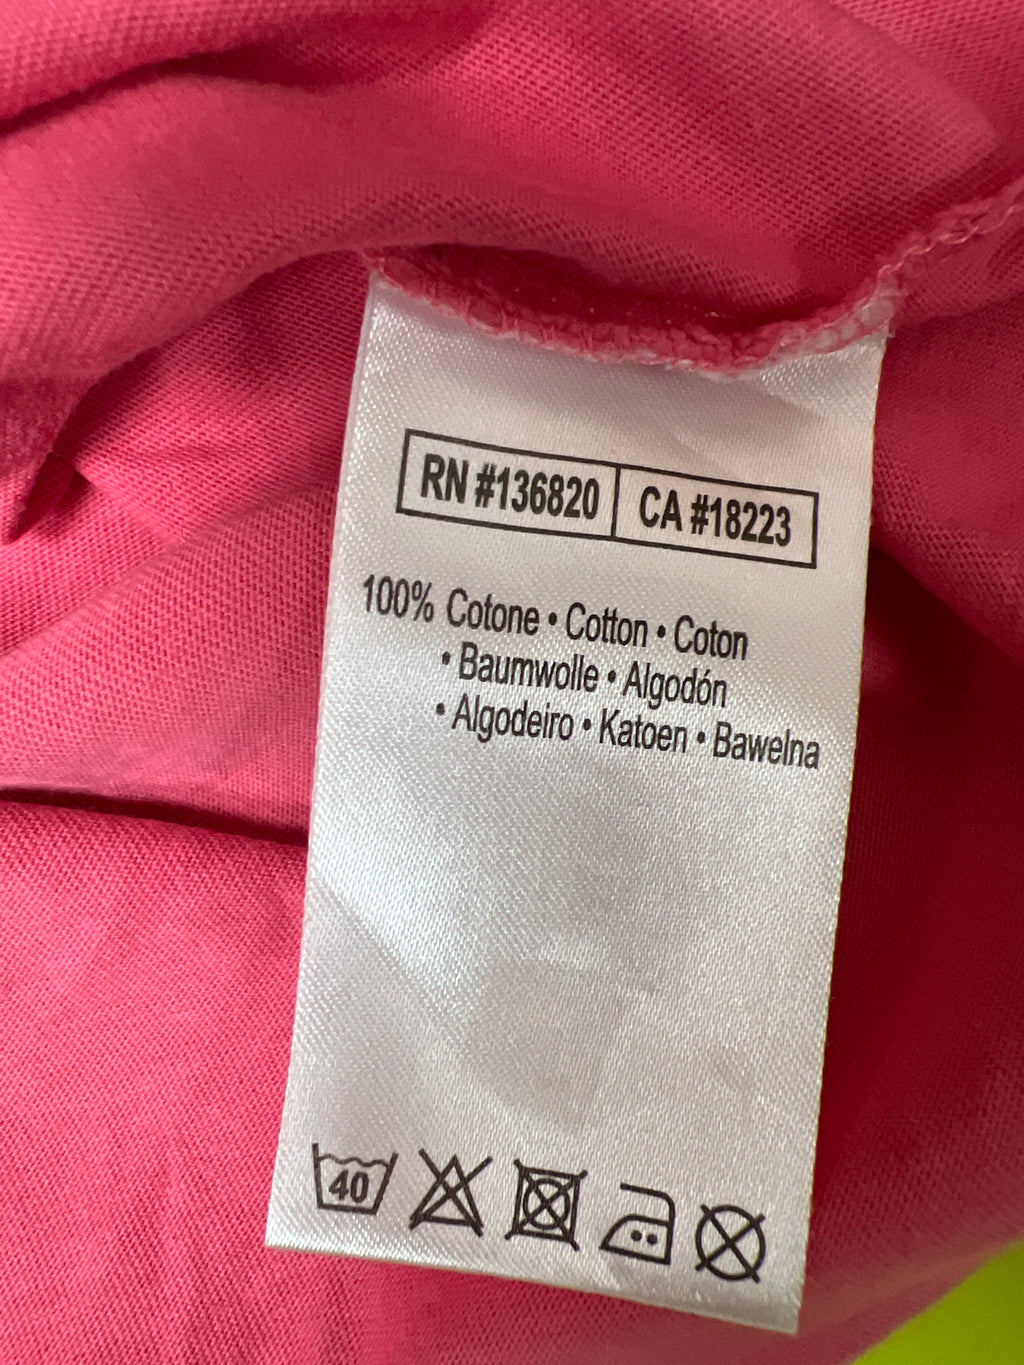 RN #136820 CA #18223
100% Cotone • Cotton • Coton
• Baumwolle • Algodón
• Algodeiro • Katoen • Bawelna
40